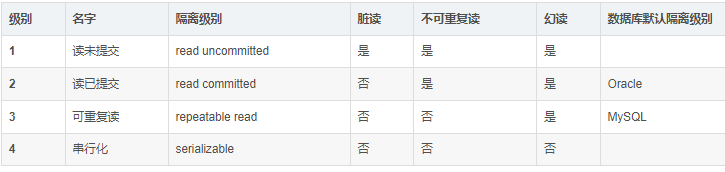 级别 名字 隔离级别 脏读 不可重复读 幻读 数据库默认隔离级别
1 读未提交 read uncommitted 是 是 是
2 读已提交 read committed 否 是 是 Oracle
3 可重复读 repeatable read 否 否 是 MySQL
4 串行化 serializable 否 否 否